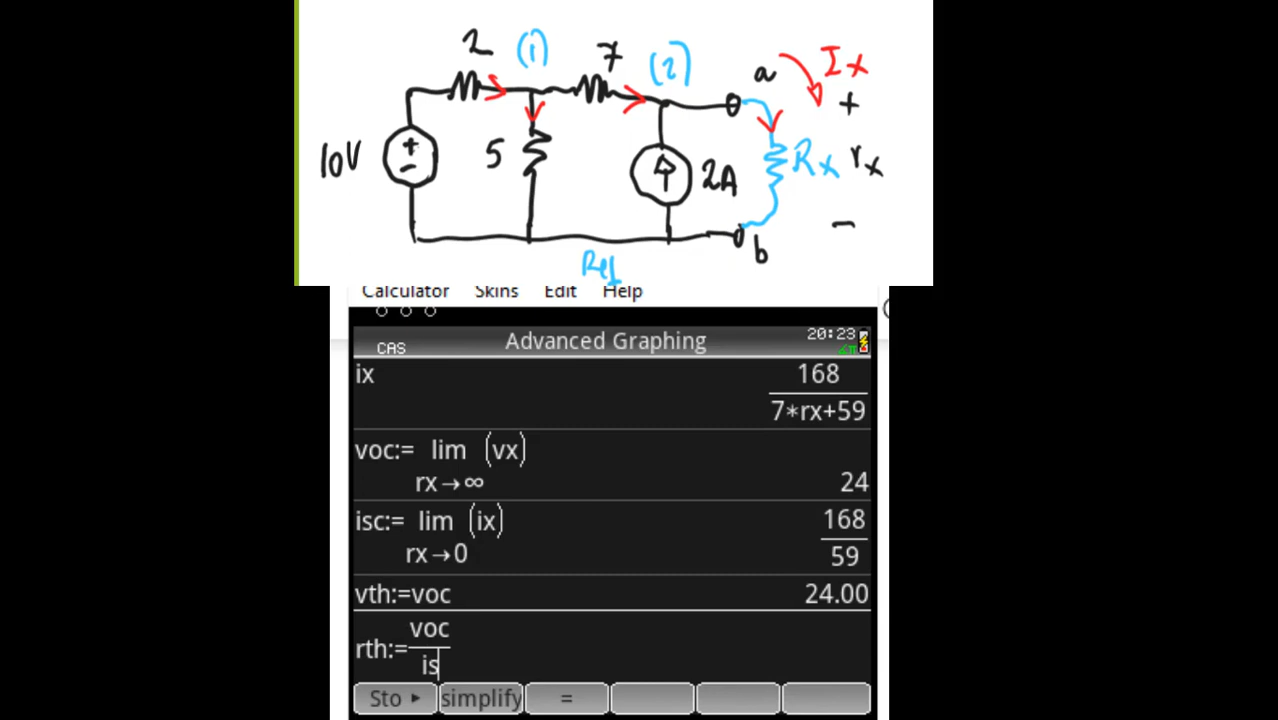 2 (1) 7 (2) a Ix
+
10V + - 5 2A Rx rx
-
b
Ref
Calculator Skins Edit Help
CAS Advanced Graphing 20:23
ix 168
7*rx+59
voc:= lim (vx)
rx→∞ 24
isc:= lim (ix) 168
rx→0 59
vth:=voc 24.00
voc
rth:=
is
Sto ▸ simplify =